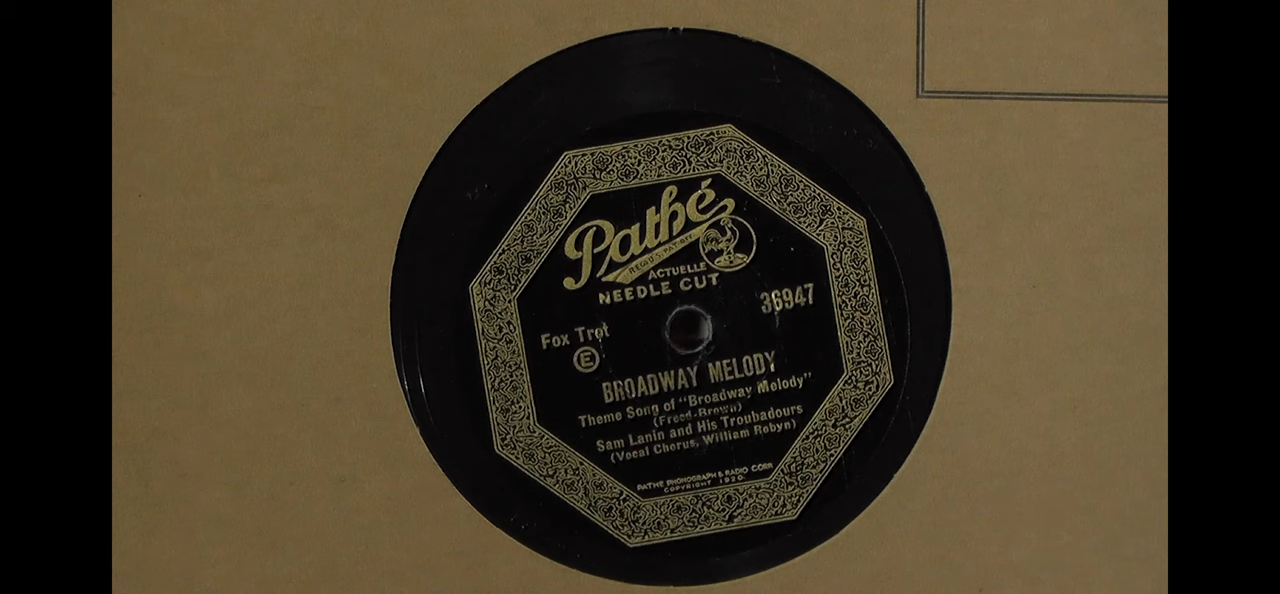 Pathé
REG'D U.S. PAT. OFF.
ACTUELLE
NEEDLE CUT
36947
Fox Trot
E
BROADWAY MELODY
Theme Song of "Broadway Melody"
(Freed-Brown)
Sam Lanin and His Troubadours
(Vocal Chorus, William Robyn)
PATHE PHONOGRAPH & RADIO CORP.
COPYRIGHT 1920.